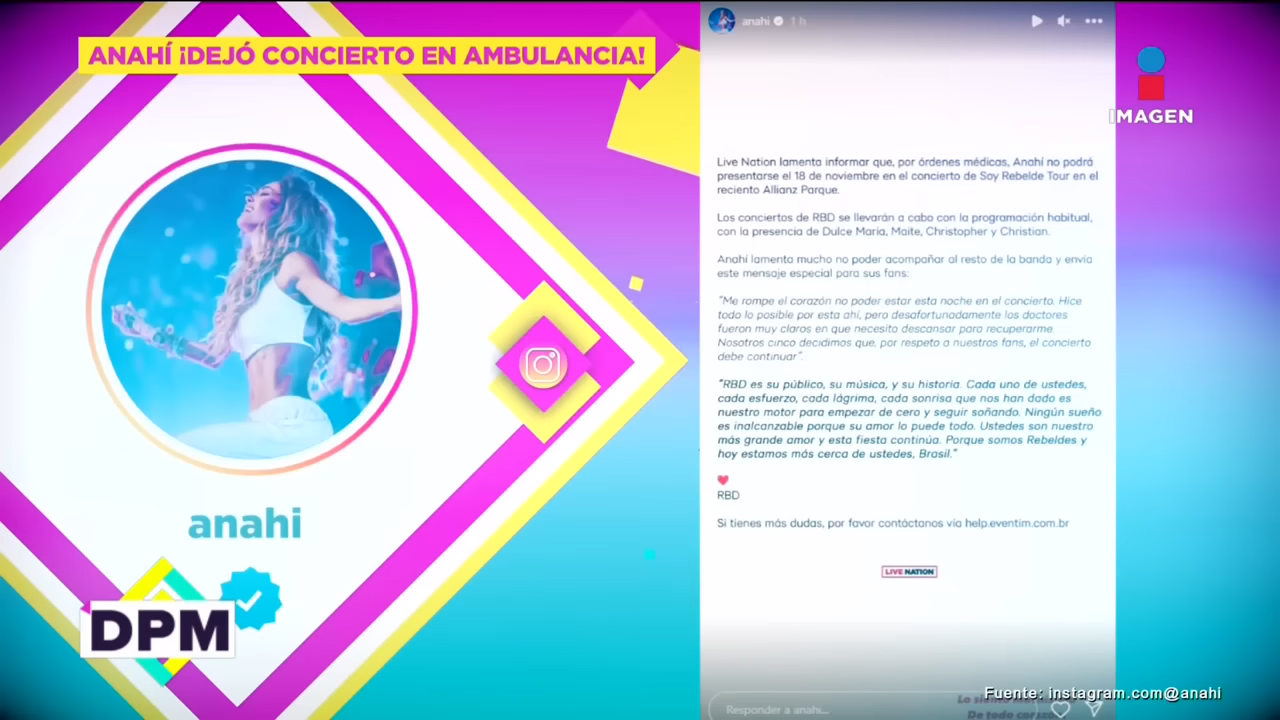 ANAHÍ ¡DEJÓ CONCIERTO EN AMBULANCIA!
anahi
DPM
anahi 1 h
IMAGEN
Live Nation lamenta informar que, por órdenes médicas, Anahí no podrá
presentarse el 18 de noviembre en el concierto de Soy Rebelde Tour en el
reciento Allianz Parque.
Los conciertos de RBD se llevarán a cabo con la programación habitual,
con la presencia de Dulce María, Maite, Christopher y Christian.
Anahí lamenta mucho no poder acompañar al resto de la banda y envía
este mensaje especial para sus fans:
"Me rompe el corazón no poder estar esta noche en el concierto. Hice
todo lo posible por esta ahí, pero desafortunadamente los doctores
fueron muy claros en que necesito descansar para recuperarme
Nosotros cinco decidimos que, por respeto a nuestros fans, el concierto
debe continuar"
"RBD es su público, su música, y su historia. Cada uno de ustedes,
cada esfuerzo, cada lágrima, cada sonrisa que nos han dado es
nuestro motor para empezar de cero y seguir soñando. Ningún sueño
es inalcanzable porque su amor lo puede todo. Ustedes son nuestro
más grande amor y esta fiesta continúa. Porque somos Rebeldes y
hoy estamos más cerca de ustedes, Brasil."
RBD
Si tienes más dudas, por favor contáctanos vía help.eventim.com.br
LIVE NATION
Fuente: instagram.com@anahi
Responder a anahi...
De todo